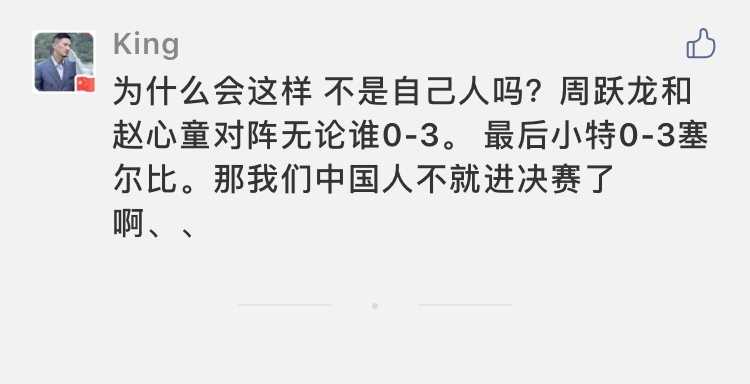 King
为什么会这样 不是自己人吗？周跃龙和
赵心童对阵无论谁0-3。 最后小特0-3塞
尔比。那我们中国人不就进决赛了
啊、、